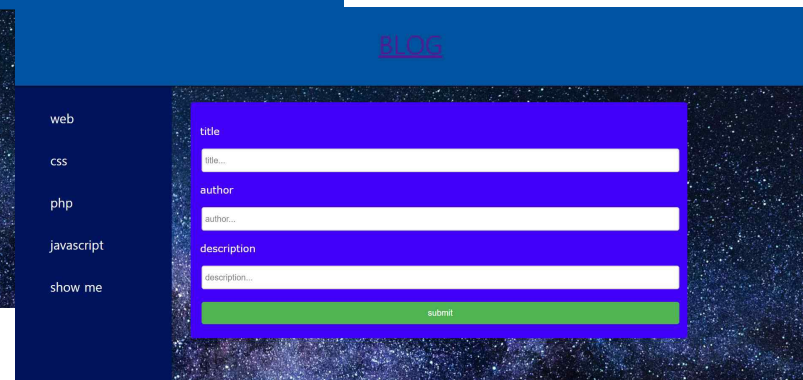 BLOG
web
css
php
javascript
show me
title
title...
author
author...
description
description...
submit